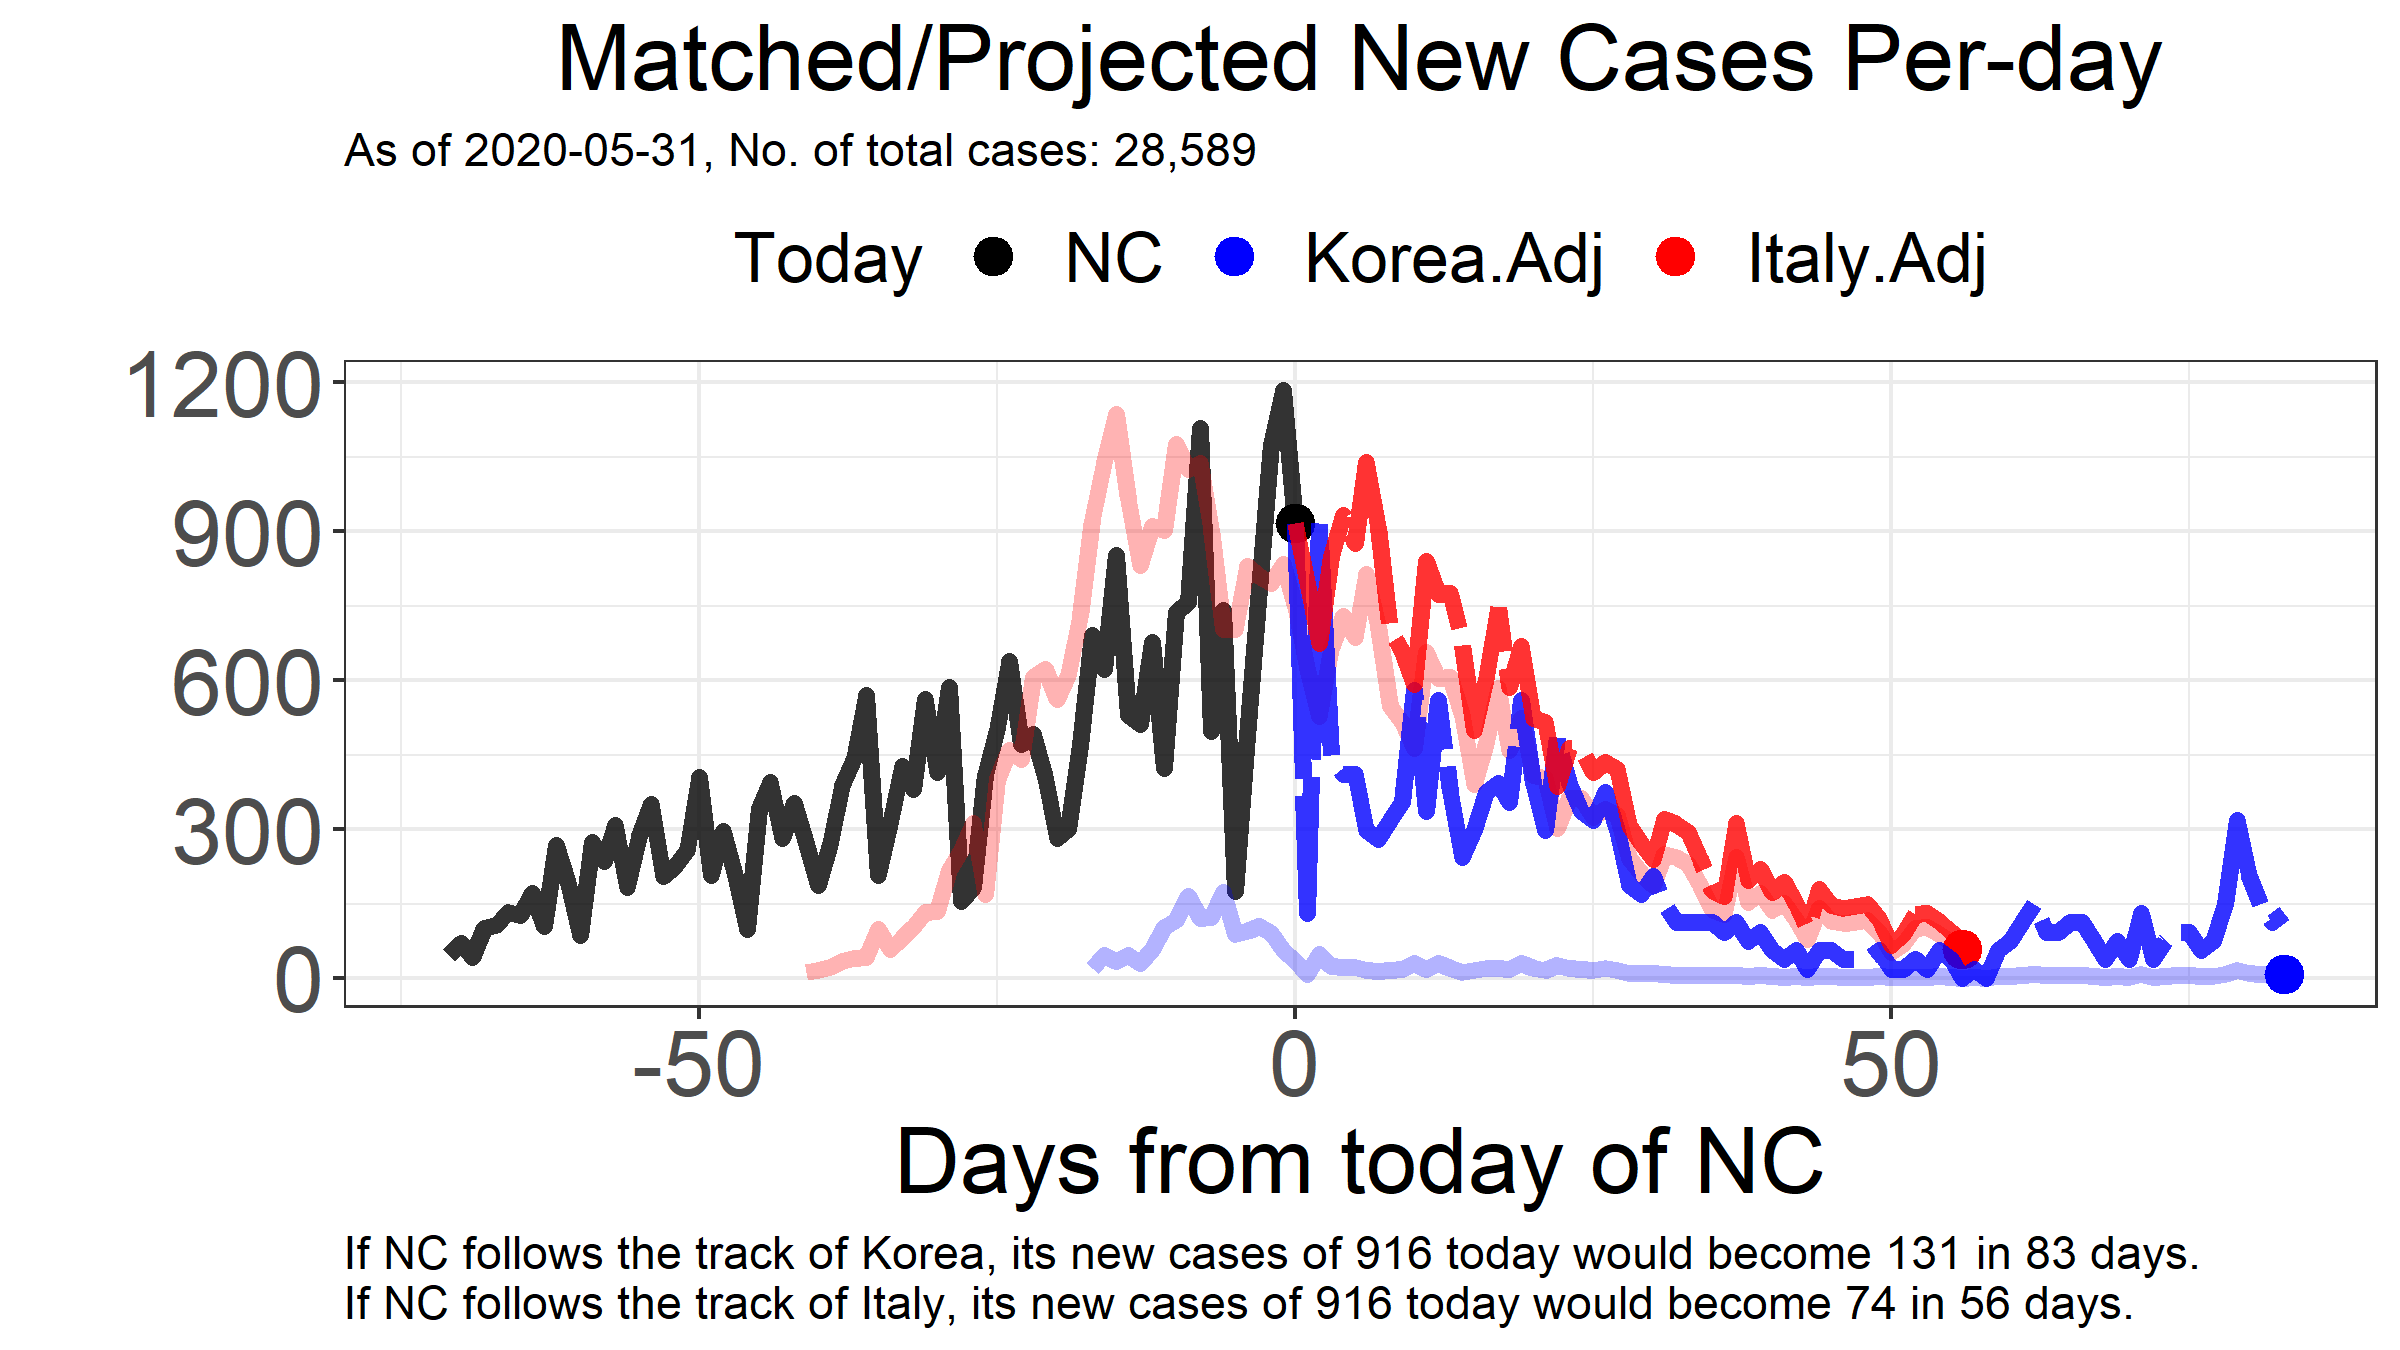 Matched/Projected New Cases Per-day
As of 2020-05-31, No. of total cases: 28,589
Today NC Korea.Adj Italy.Adj
1200
900
600
300
0
-50 0 50
Days from today of NC
If NC follows the track of Korea, its new cases of 916 today would become 131 in 83 days.
If NC follows the track of Italy, its new cases of 916 today would become 74 in 56 days.